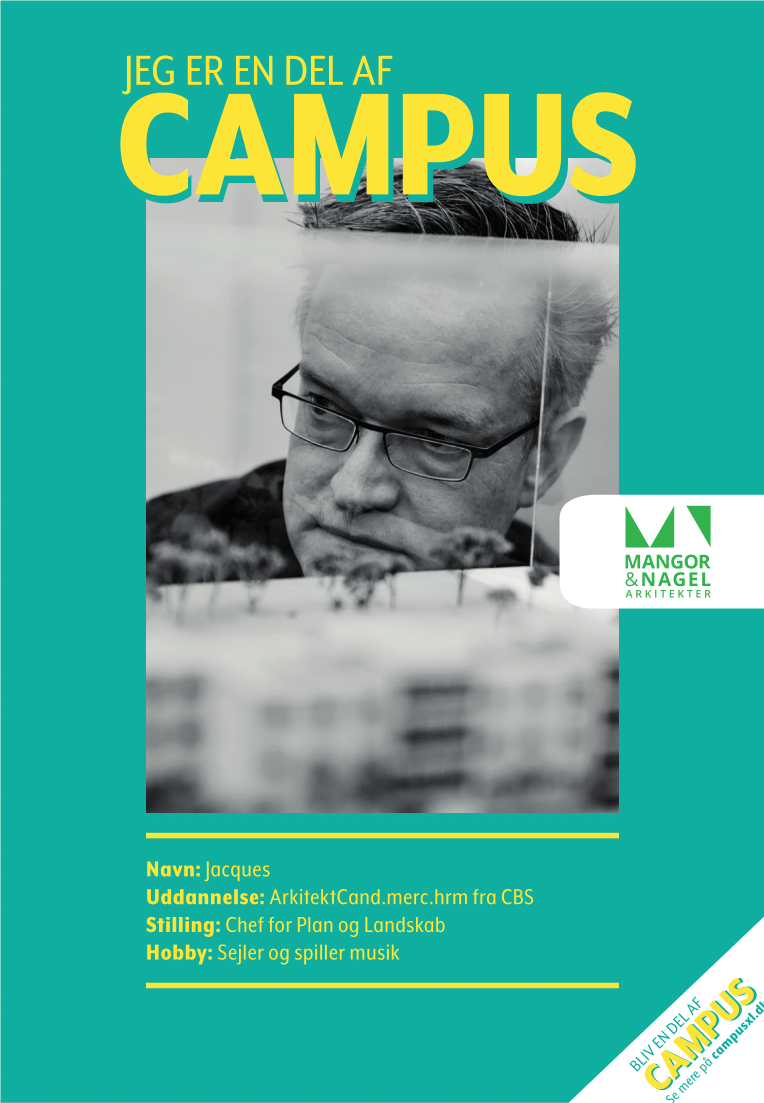 JEG ER EN DEL AF
CAMPUS
MANGOR
&NAGEL
ARKITEKTER
Navn: Jacques
Uddannelse: ArkitektCand.merc.hrm fra CBS
Stilling: Chef for Plan og Landskab
Hobby: Sejler og spiller musik
BLIV EN DEL AF
CAMPUS
Se mere på campusxl.dk